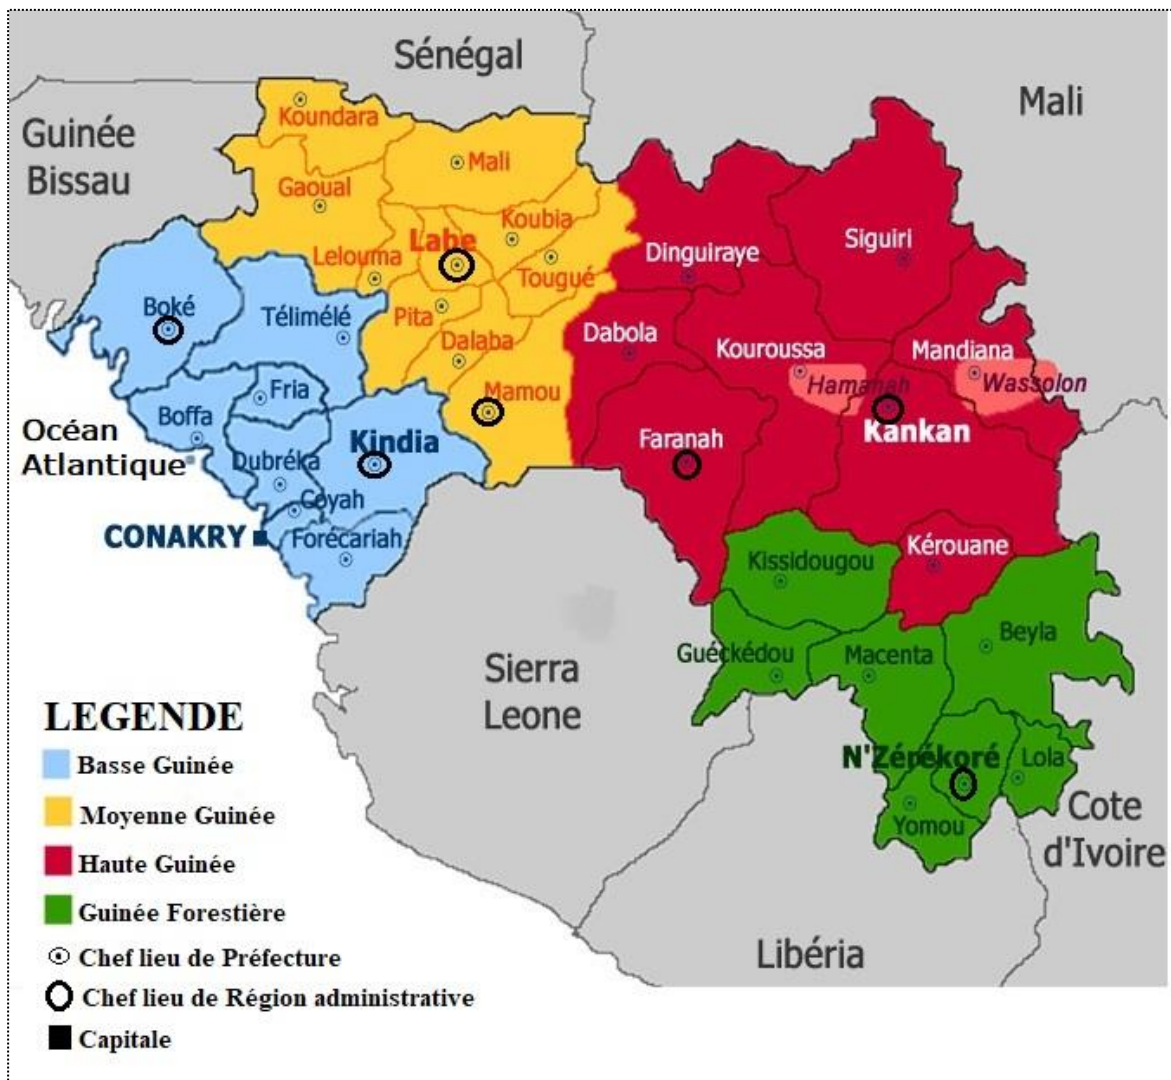 Sénégal
Mali
Guinée
Bissau
Koundara
Mali
Gaoual
Koubia
Labe
Lelouma
Tougué
Siguiri
Dinguiraye
Boké
Télimélé
Pita
Dalaba
Dabola
Kouroussa
Mandiana
Hamanah
Wassolon
Fria
Mamou
Boffa
Océan
Atlantique
Kindia
Faranah
Kankan
Dubréka
Coyah
CONAKRY
Forécariah
Kissidougou
Kérouane
Beyla
Guéckédou
Macenta
Sierra
Leone
N'Zérékoré
Lola
Yomou
Cote
d'Ivoire
Libéria
LEGENDE
Basse Guinée
Moyenne Guinée
Haute Guinée
Guinée Forestière
Chef lieu de Préfecture
Chef lieu de Région administrative
Capitale